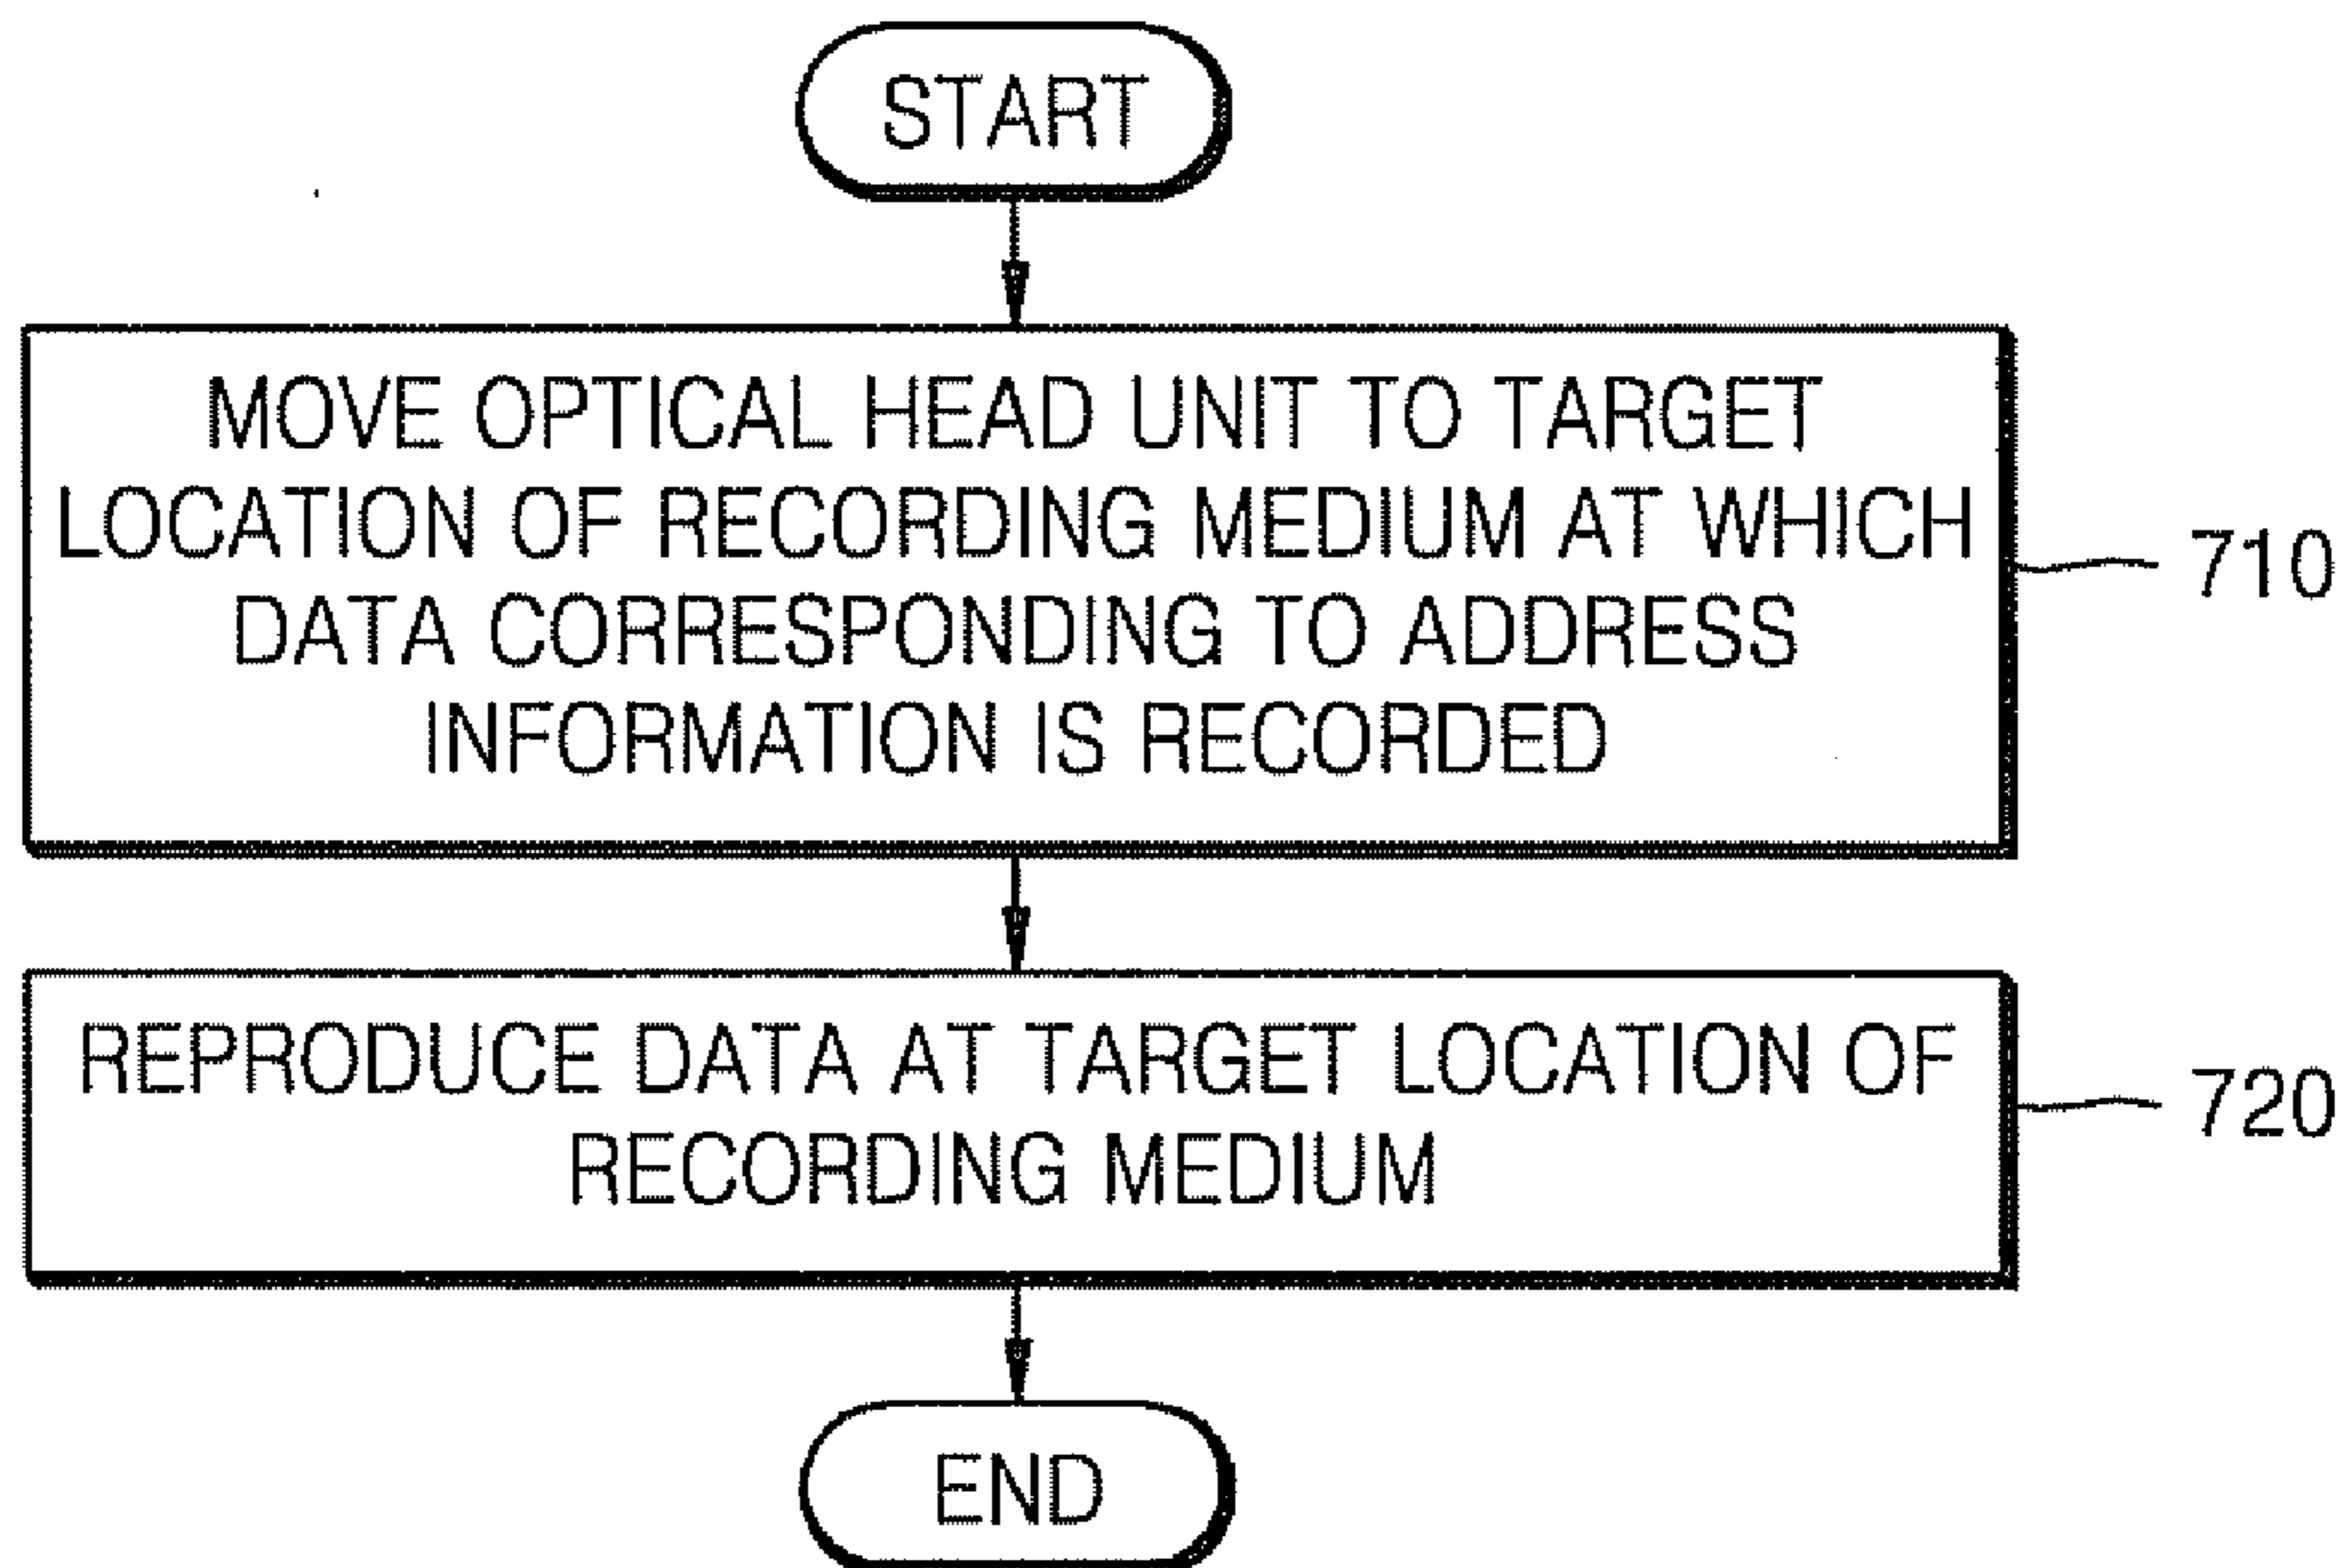 START
MOVE OPTICAL HEAD UNIT TO TARGET
LOCATION OF RECORDING MEDIUM AT WHICH
DATA CORRESPONDING TO ADDRESS
INFORMATION IS RECORDED
710
REPRODUCE DATA AT TARGET LOCATION OF
RECORDING MEDIUM
720
END